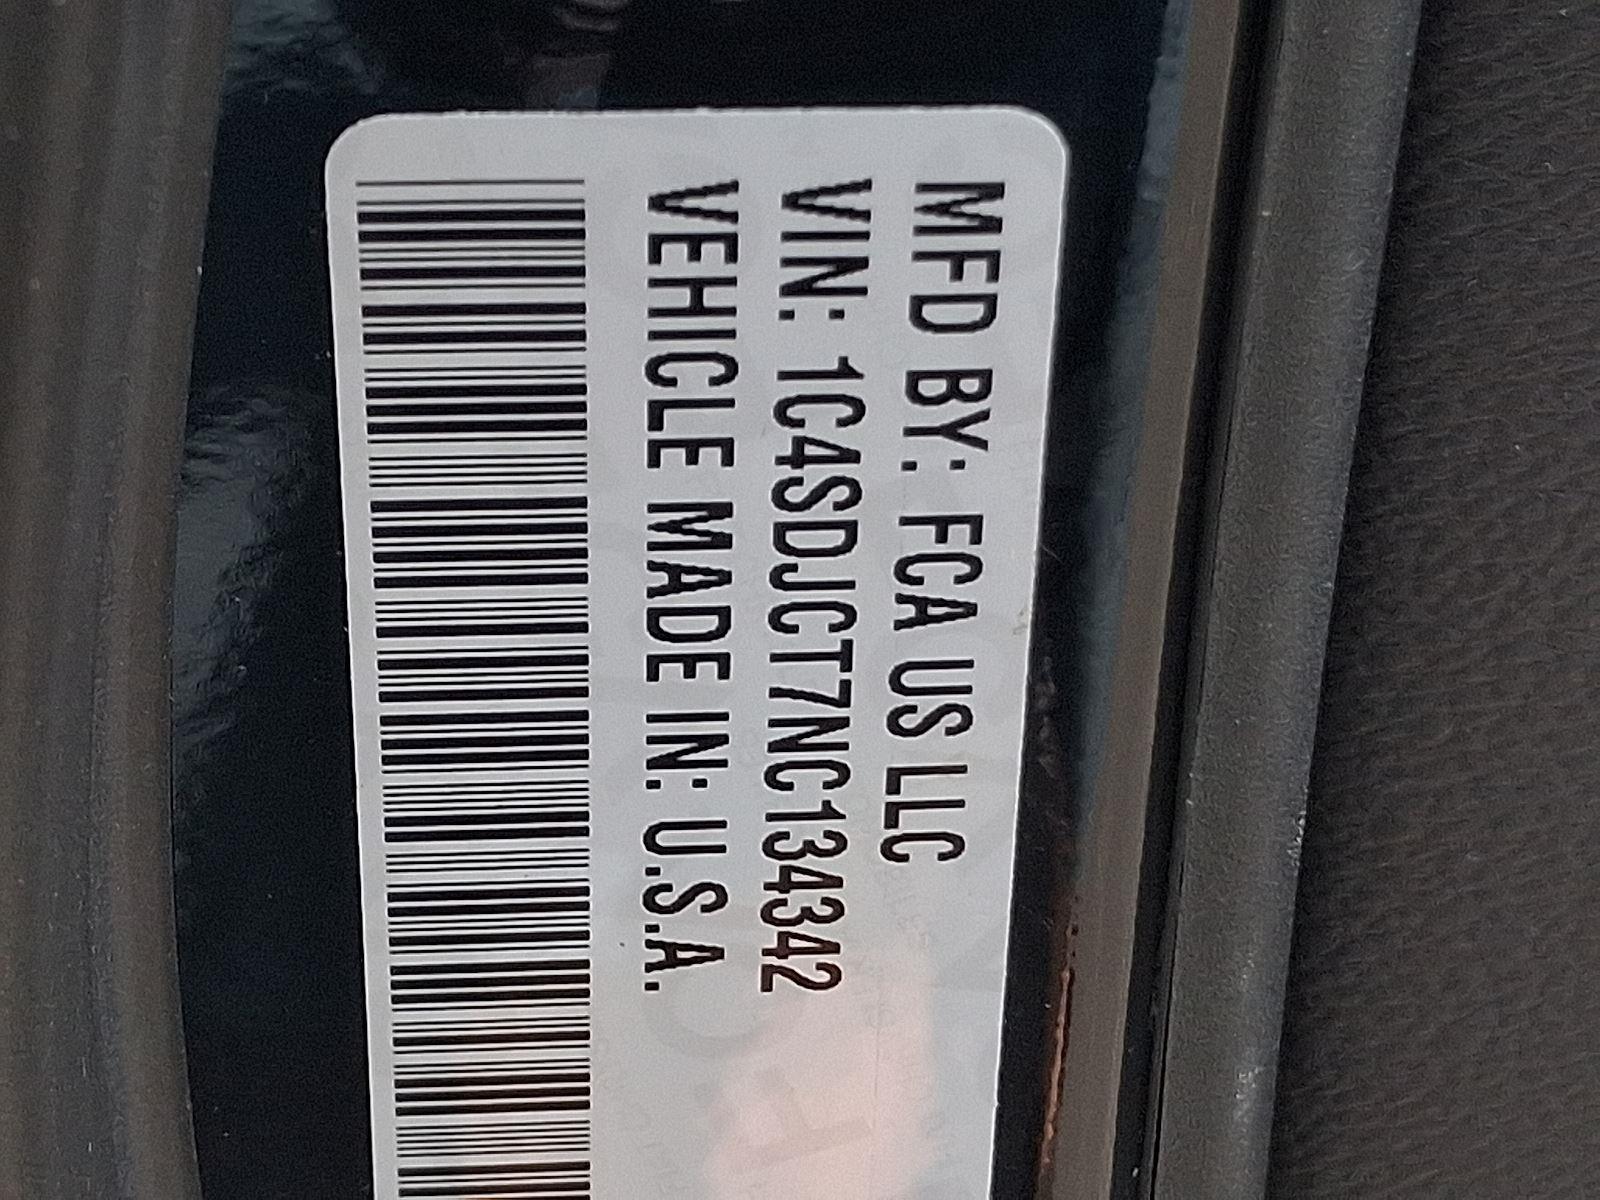 MFD BY: FCA US LLC
VIN: 1C4SDJCT7NC134342
VEHICLE MADE IN: U.S.A.